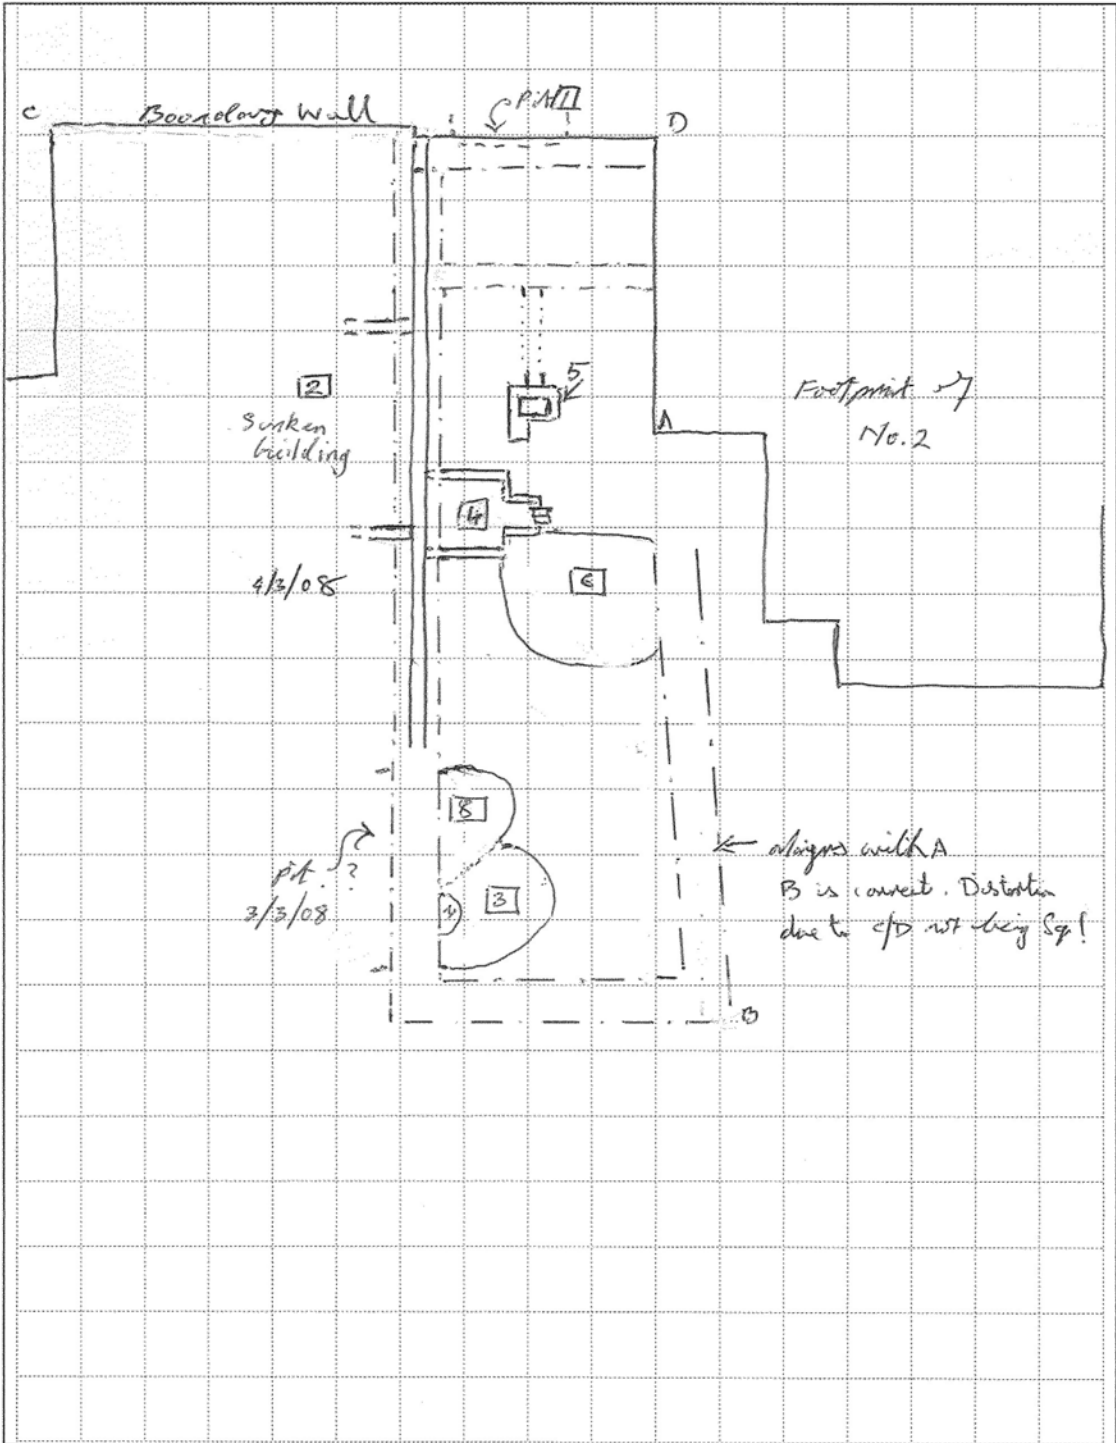 C
Boundary Wall
Pit 1
D
5
2
Sunken
building
Footprint of
No. 2
A
4
4/3/08
6
8
pit ?
3/3/08
3
aligns with A
B is correct. Distortion
due to C/D not being Sq!
B